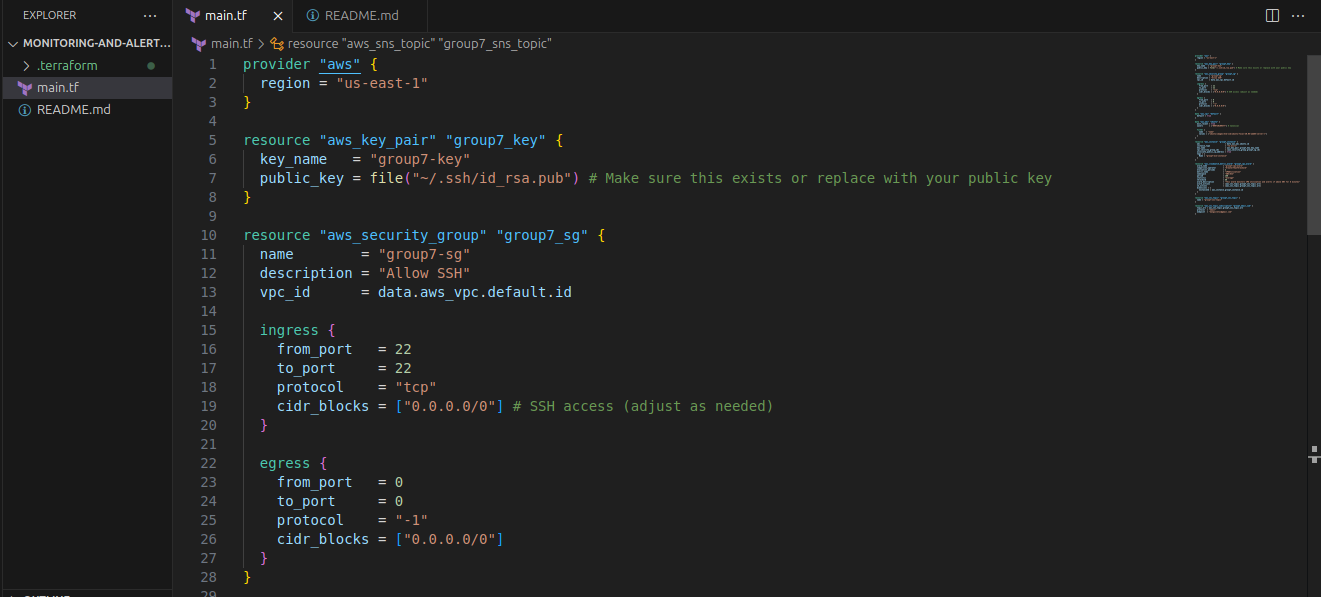 EXPLORER
main.tf
README.md
MONITORING-AND-ALERT...
.terraform
main.tf
README.md
main.tf > resource "aws_sns_topic" "group7_sns_topic"
1 provider "aws" {
2   region = "us-east-1"
3 }
4
5 resource "aws_key_pair" "group7_key" {
6   key_name   = "group7-key"
7   public_key = file("~/.ssh/id_rsa.pub") # Make sure this exists or replace with your public key
8 }
9
10 resource "aws_security_group" "group7_sg" {
11   name        = "group7-sg"
12   description = "Allow SSH"
13   vpc_id      = data.aws_vpc.default.id
14
15   ingress {
16     from_port   = 22
17     to_port     = 22
18     protocol    = "tcp"
19     cidr_blocks = ["0.0.0.0/0"] # SSH access (adjust as needed)
20   }
21
22   egress {
23     from_port   = 0
24     to_port     = 0
25     protocol    = "-1"
26     cidr_blocks = ["0.0.0.0/0"]
27   }
28 }
29